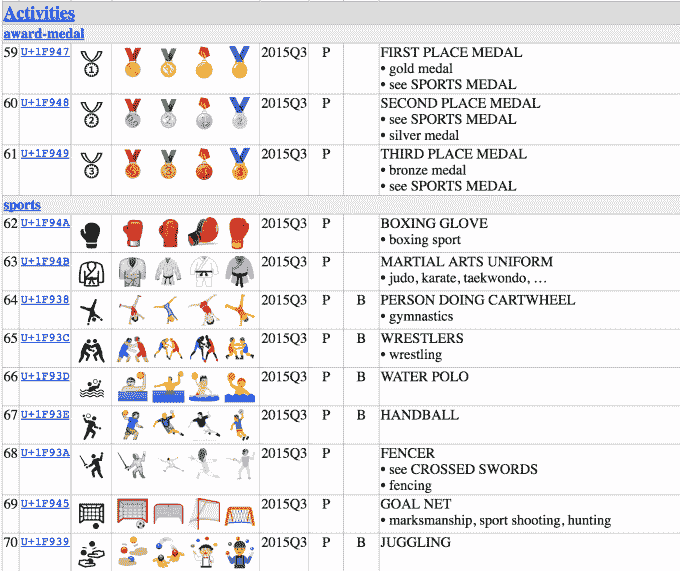 Activities
award-medal
59 U+1F947 2015Q3 P FIRST PLACE MEDAL
• gold medal
• see SPORTS MEDAL
60 U+1F948 2015Q3 P SECOND PLACE MEDAL
• see SPORTS MEDAL
• silver medal
61 U+1F949 2015Q3 P THIRD PLACE MEDAL
• bronze medal
• see SPORTS MEDAL
sports
62 U+1F94A 2015Q3 P BOXING GLOVE
• boxing sport
63 U+1F94B 2015Q3 P MARTIAL ARTS UNIFORM
• judo, karate, taekwondo, …
64 U+1F938 2015Q3 P B PERSON DOING CARTWHEEL
• gymnastics
65 U+1F93C 2015Q3 P B WRESTLERS
• wrestling
66 U+1F93D 2015Q3 P B WATER POLO
67 U+1F93E 2015Q3 P B HANDBALL
68 U+1F93A 2015Q3 P FENCER
• see CROSSED SWORDS
• fencing
69 U+1F945 2015Q3 P GOAL NET
• marksmanship, sport shooting, hunting
70 U+1F939 2015Q3 P B JUGGLING